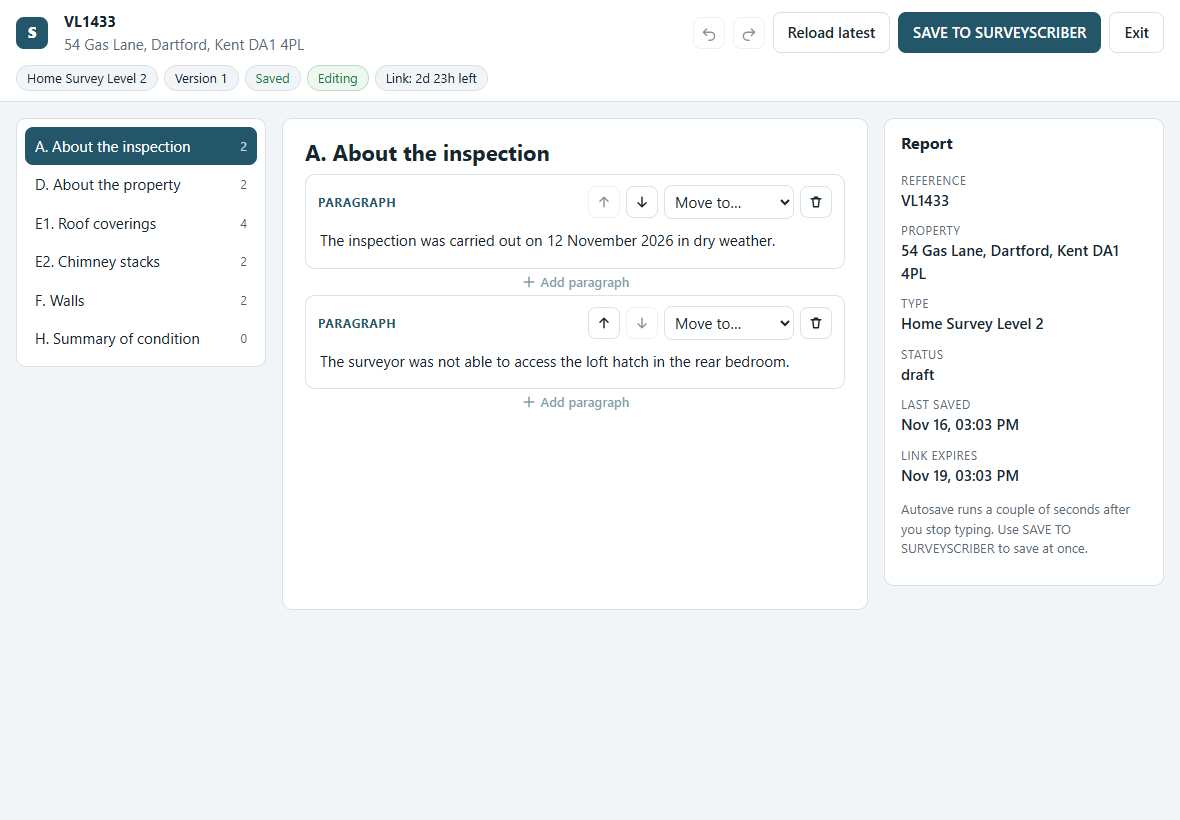 S
VL1433
54 Gas Lane, Dartford, Kent DA1 4PL
Reload latest
SAVE TO SURVEYSCRIBER
Exit
Home Survey Level 2
Version 1
Saved
Editing
Link: 2d 23h left
A. About the inspection 2
D. About the property 2
E1. Roof coverings 4
E2. Chimney stacks 2
F. Walls 2
H. Summary of condition 0
A. About the inspection
PARAGRAPH
Move to...
The inspection was carried out on 12 November 2026 in dry weather.
+ Add paragraph
PARAGRAPH
Move to...
The surveyor was not able to access the loft hatch in the rear bedroom.
+ Add paragraph
Report
REFERENCE
VL1433
PROPERTY
54 Gas Lane, Dartford, Kent DA1
4PL
TYPE
Home Survey Level 2
STATUS
draft
LAST SAVED
Nov 16, 03:03 PM
LINK EXPIRES
Nov 19, 03:03 PM
Autosave runs a couple of seconds after
you stop typing. Use SAVE TO
SURVEYSCRIBER to save at once.